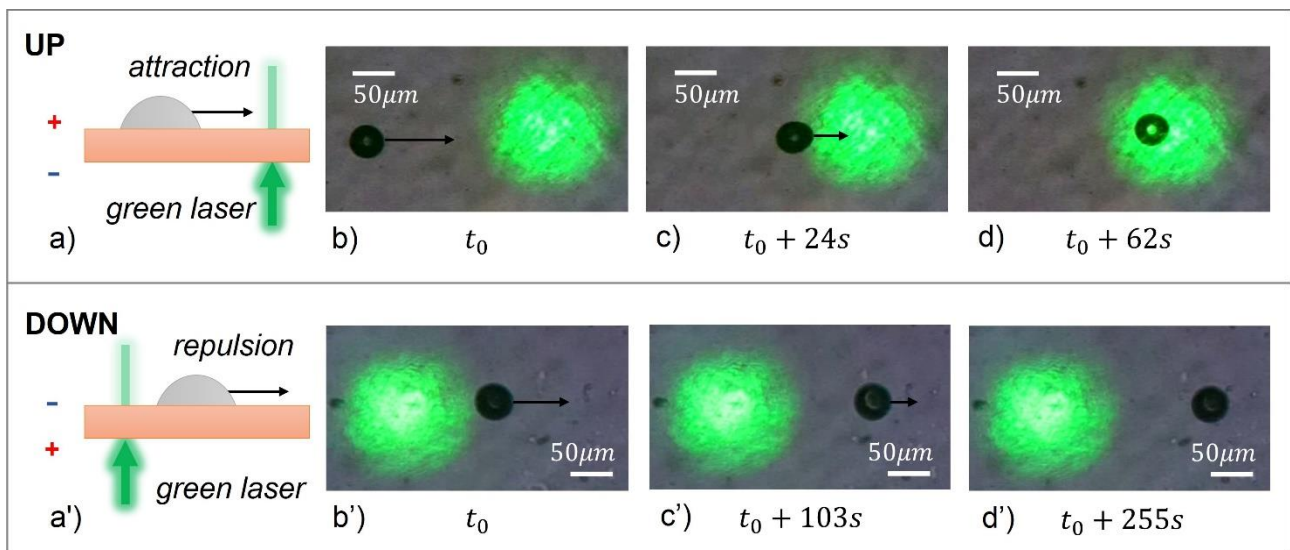 UP
attraction
+
−
green laser
a)
50μm
b)
t₀
50μm
c)
t₀ + 24s
50μm
d)
t₀ + 62s
DOWN
repulsion
−
+
green laser
a')
50μm
b’)
t₀
50μm
c’)
t₀ + 103s
50μm
d’)
t₀ + 255s